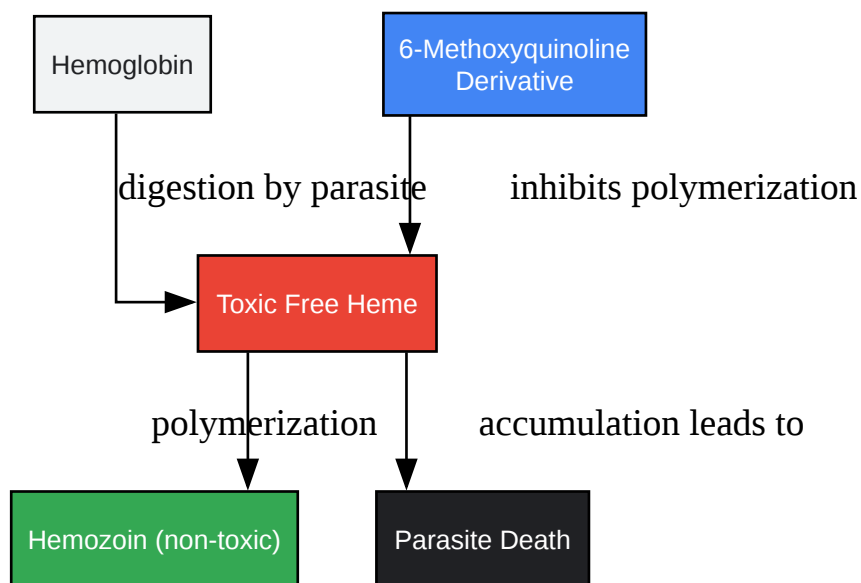 Hemoglobin
6-Methoxyquinoline
Derivative
digestion by parasite
inhibits polymerization
Toxic Free Heme
polymerization
accumulation leads to
Hemozoin (non-toxic)
Parasite Death